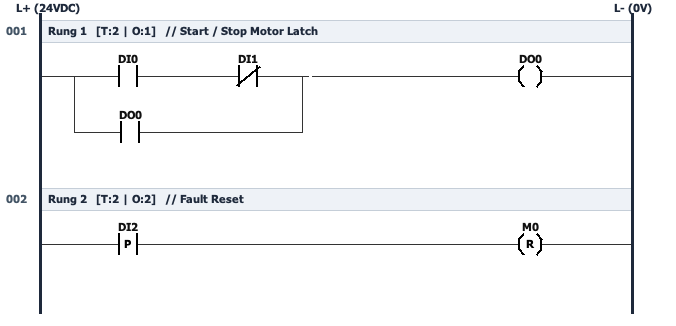 L+ (24VDC) L- (0V)
001 Rung 1 [T:2 | O:1] // Start / Stop Motor Latch
DI0 DI1 DO0
DO0
002 Rung 2 [T:2 | O:2] // Fault Reset
DI2 M0
P R